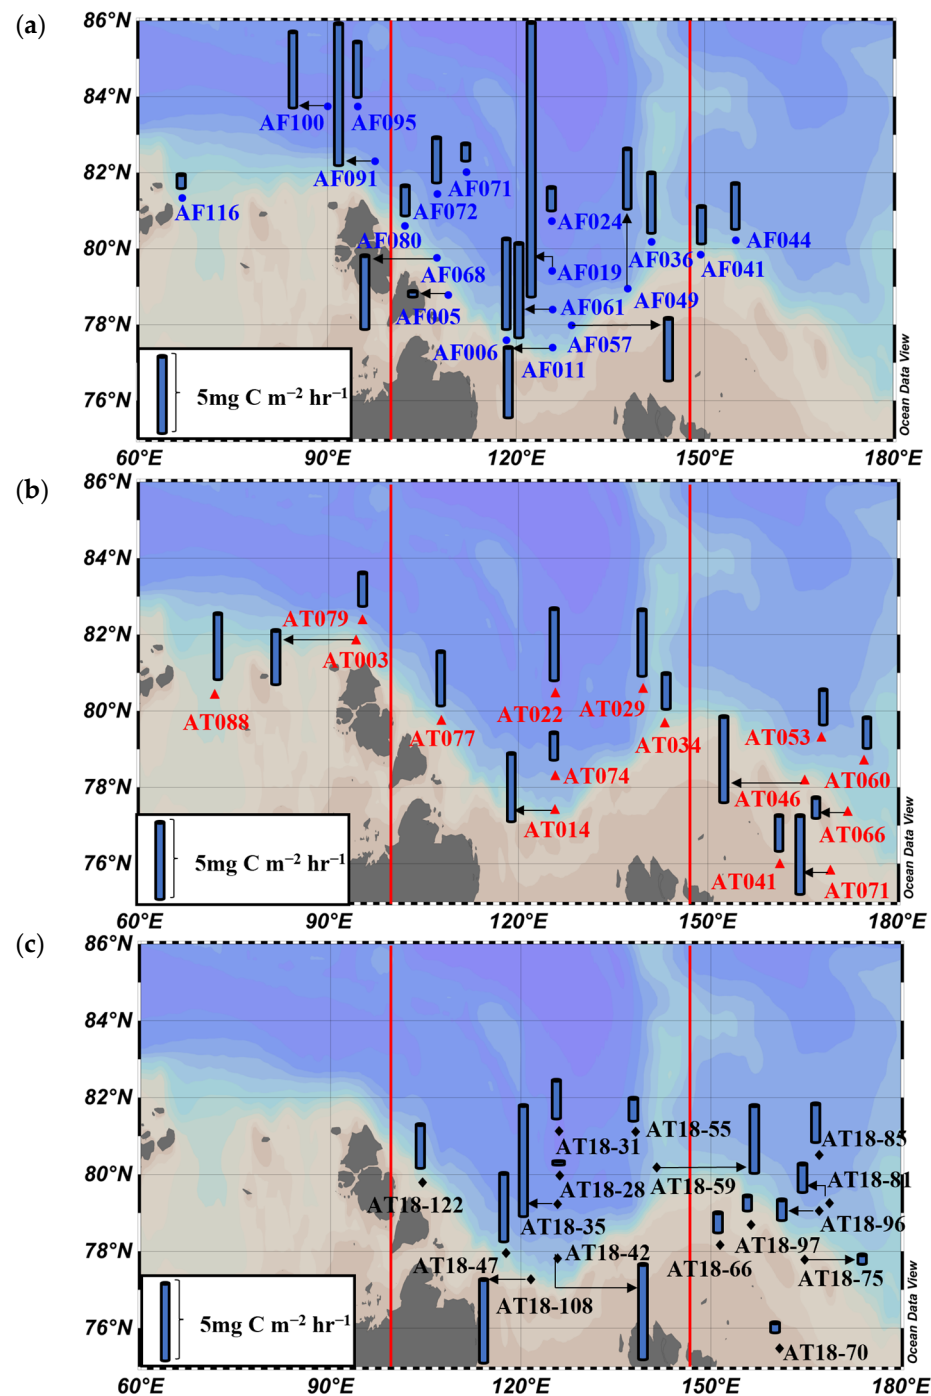 (a)
86°N
84°N
82°N
80°N
78°N
76°N
AF100
AF095
AF091
AF071
AF116
AF072
AF024
AF080
AF036
AF044
AF068
AF019
AF041
AF005
AF061
AF049
AF006
AF057
AF011
5mg C m⁻² hr⁻¹
Ocean Data View
60°E
90°E
120°E
150°E
180°E
(b)
86°N
84°N
82°N
80°N
78°N
76°N
AT079
AT003
AT088
AT077
AT022
AT029
AT034
AT053
AT074
AT060
AT046
AT014
AT066
AT041
AT071
5mg C m⁻² hr⁻¹
Ocean Data View
60°E
90°E
120°E
150°E
180°E
(c)
86°N
84°N
82°N
80°N
78°N
76°N
AT18-31
AT18-55
AT18-85
AT18-122
AT18-28
AT18-59
AT18-81
AT18-35
AT18-96
AT18-42
AT18-97
AT18-47
AT18-66
AT18-75
AT18-108
AT18-70
5mg C m⁻² hr⁻¹
Ocean Data View
60°E
90°E
120°E
150°E
180°E